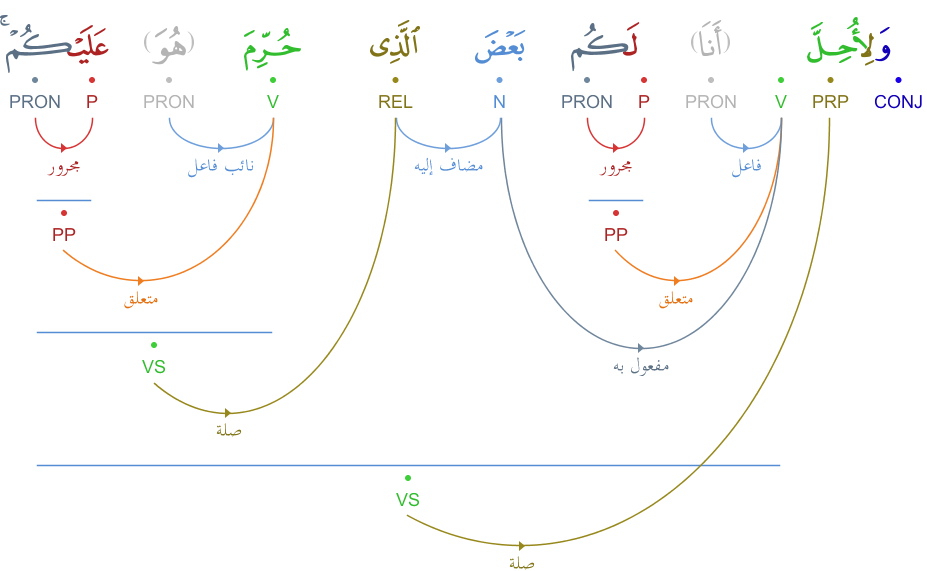 وَلِأُحِلَّ (أَنَا۠) لَكُم بَعْضَ ٱلَّذِى حُرِّمَ (هُوَ) عَلَيْكُمْ ۚ
CONJ PRP V PRON P PRON N REL V PRON P PRON
فاعل مجرور مضاف إليه نائب فاعل مجرور
PP PP
متعلق متعلق
VS
مفعول به
صلة
VS
صلة